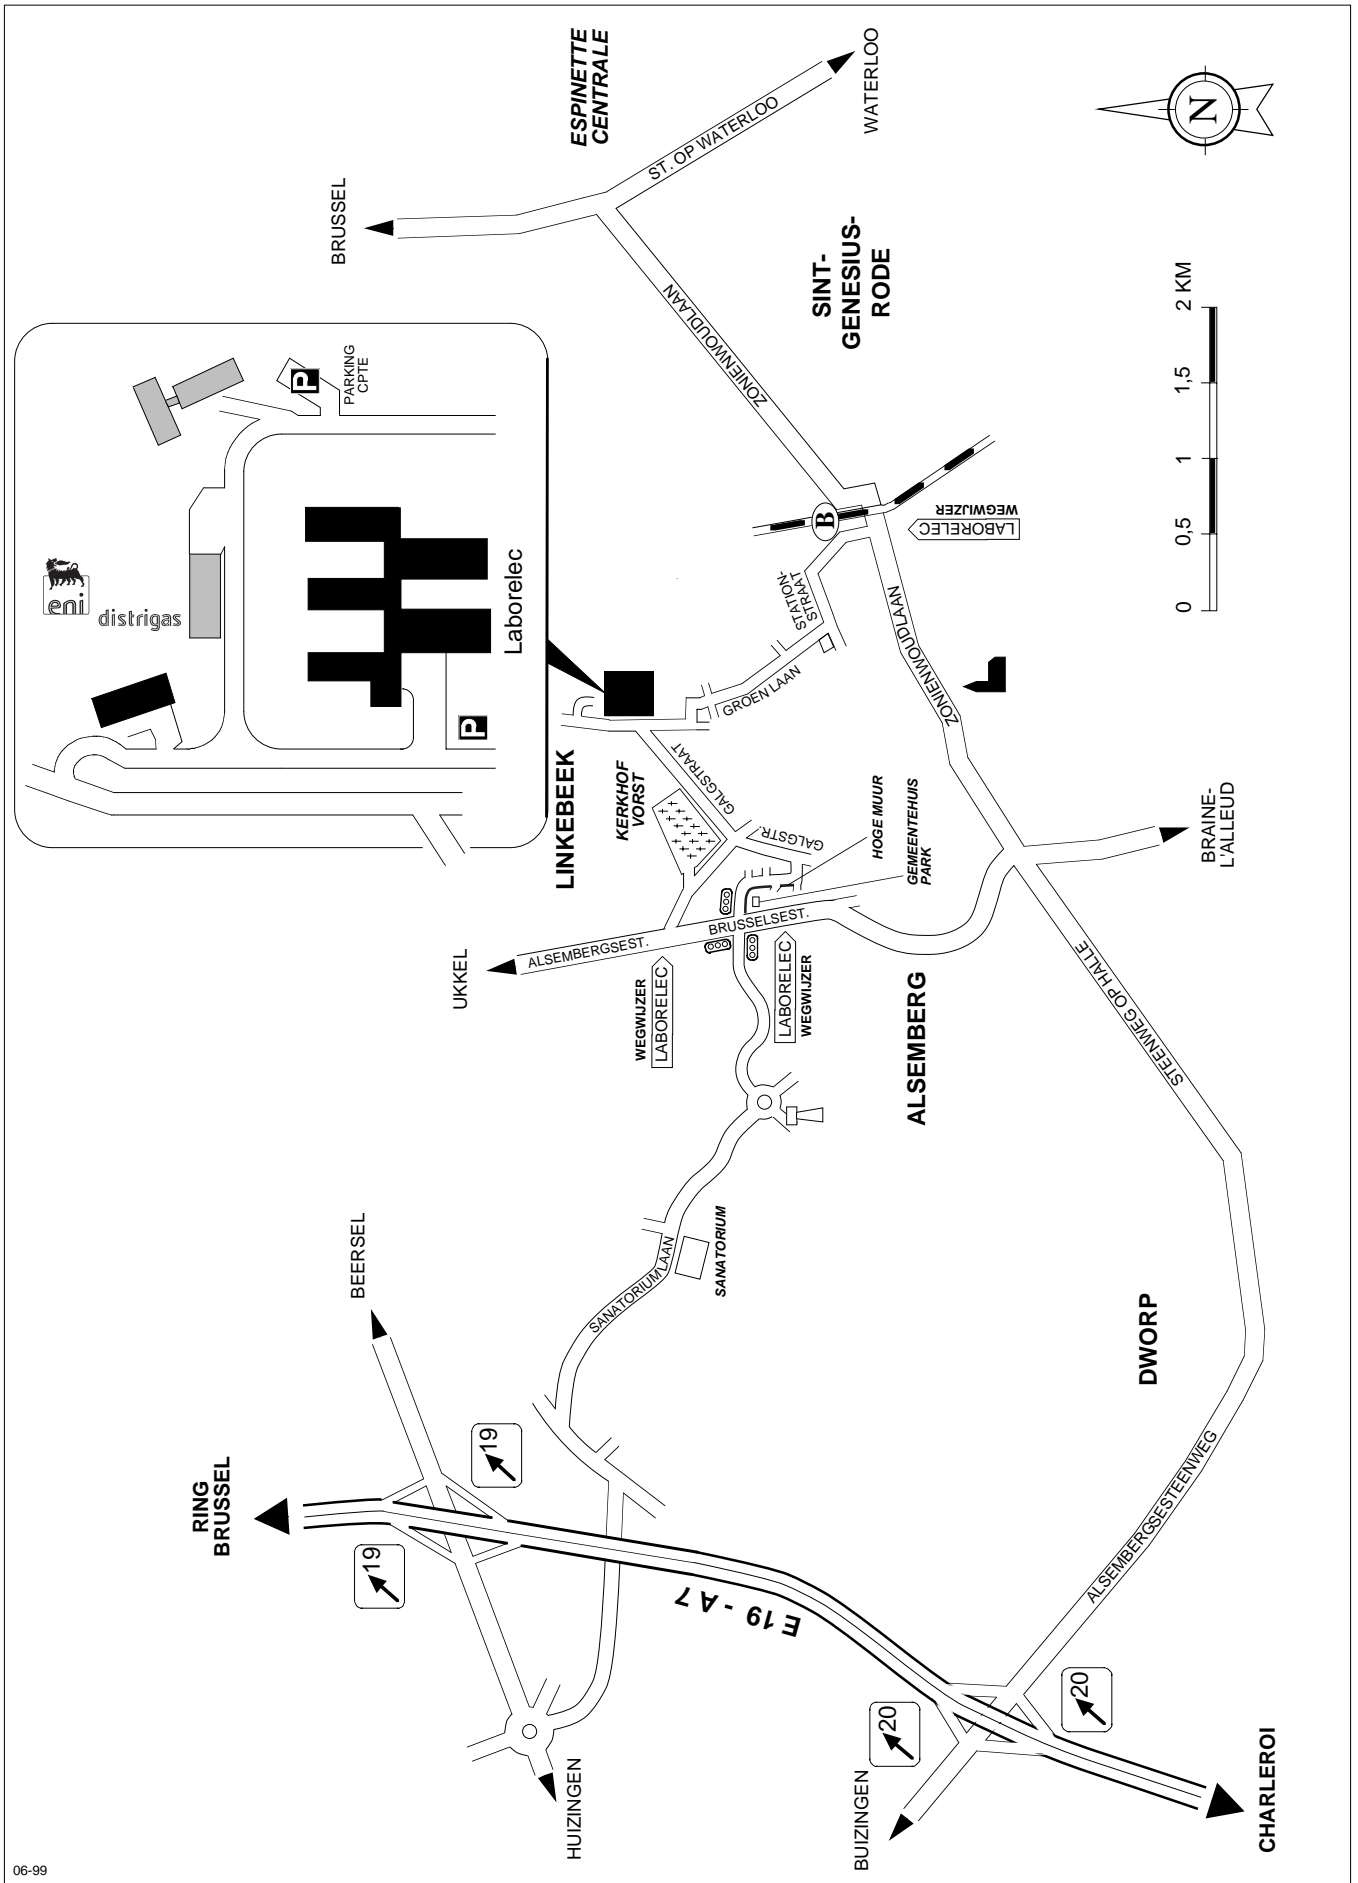 RING
BRUSSEL
BEERSEL
UKKEL
BRUSSEL
ESPINETTE
CENTRALE
WATERLOO
ST. OP WATERLOO
N
eni
distrigas
P
PARKING
CPTE
Laborelec
P
LINKEBEEK
KERKHOF
VORST
GALGSTRAAT
GALGSTR.
GROEN LAAN
STATION-
STRAAT
B
ZONIENWOUDLAAN
SINT-
GENESIUS-
RODE
LABORELEC
WEGWIJZER
ZONIENWOUDLAAN
0
0,5
1
1,5
2 KM
HOGE MUUR
GEMEENTEHUIS
PARK
BRAINE-
L'ALLEUD
ALSEMBERGSEST.
BRUSSELSEST.
WEGWIJZER
LABORELEC
LABORELEC
WEGWIJZER
ALSEMBERG
STEENWEG OP HALLE
SANATORIUMLAAN
SANATORIUM
19
19
E 19 - A 7
DWORP
ALSEMBERGSESTEENWEG
20
20
HUIZINGEN
BUIZINGEN
CHARLEROI
06-99